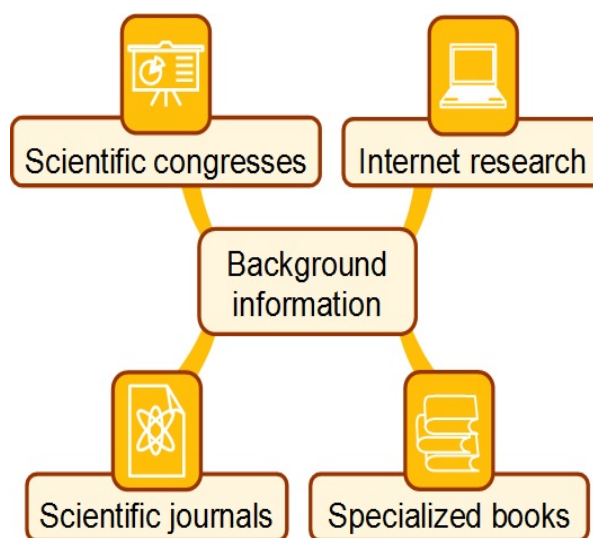 Scientific congresses
Internet research
Background
information
Scientific journals
Specialized books